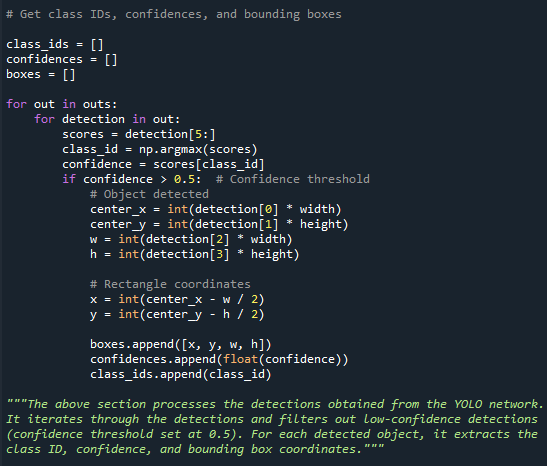 # Get class IDs, confidences, and bounding boxes
class_ids = []
confidences = []
boxes = []
for out in outs:
    for detection in out:
        scores = detection[5:]
        class_id = np.argmax(scores)
        confidence = scores[class_id]
        if confidence > 0.5:  # Confidence threshold
            # Object detected
            center_x = int(detection[0] * width)
            center_y = int(detection[1] * height)
            w = int(detection[2] * width)
            h = int(detection[3] * height)
            # Rectangle coordinates
            x = int(center_x - w / 2)
            y = int(center_y - h / 2)
            boxes.append([x, y, w, h])
            confidences.append(float(confidence))
            class_ids.append(class_id)
"""The above section processes the detections obtained from the YOLO network.
It iterates through the detections and filters out low-confidence detections
(confidence threshold set at 0.5). For each detected object, it extracts the
class ID, confidence, and bounding box coordinates."""